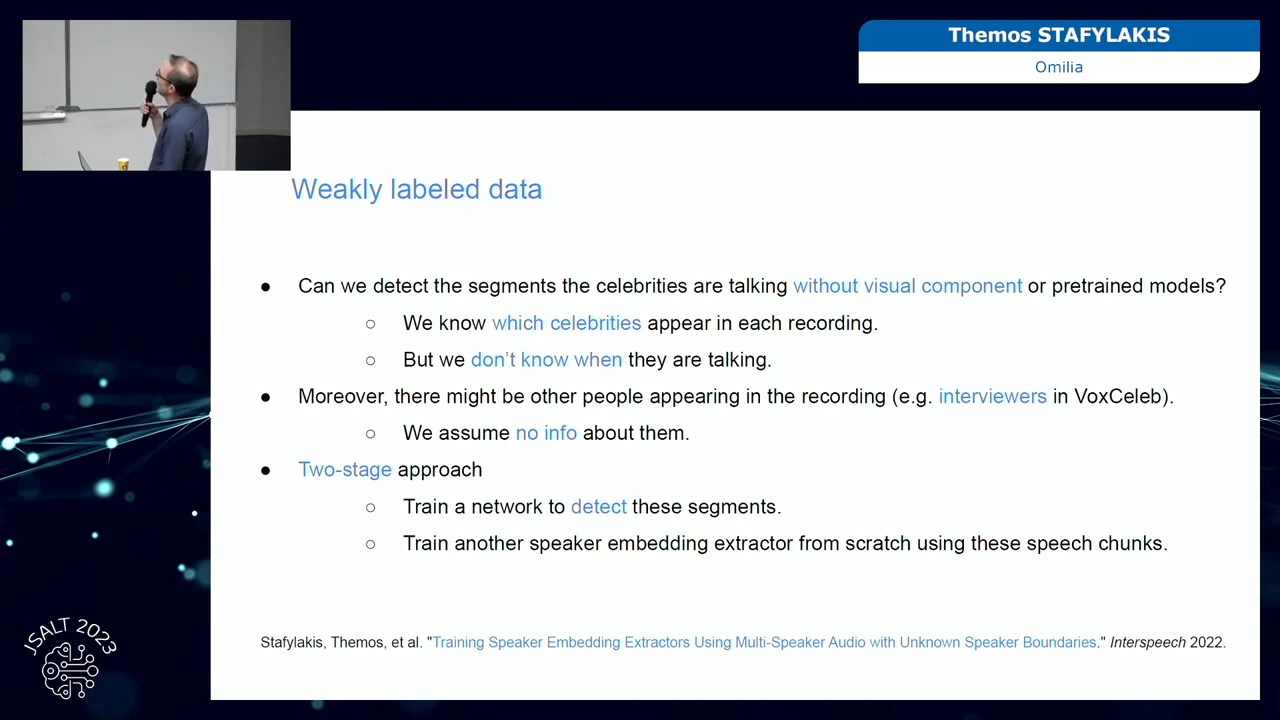 Themos STAFYLAKIS
Omilia
Weakly labeled data
● Can we detect the segments the celebrities are talking without visual component or pretrained models?
○ We know which celebrities appear in each recording.
○ But we don't know when they are talking.
● Moreover, there might be other people appearing in the recording (e.g. interviewers in VoxCeleb).
○ We assume no info about them.
● Two-stage approach
○ Train a network to detect these segments.
○ Train another speaker embedding extractor from scratch using these speech chunks.
Stafylakis, Themos, et al. "Training Speaker Embedding Extractors Using Multi-Speaker Audio with Unknown Speaker Boundaries." Interspeech 2022.
JSALT 2023